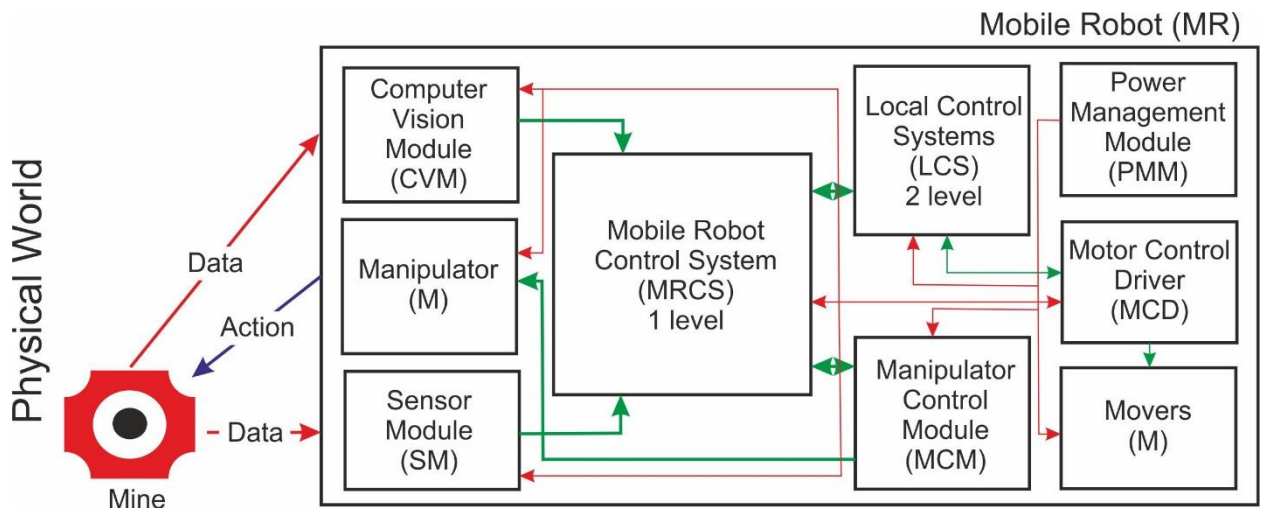 Mobile Robot (MR)
Physical World
Data
Action
Data
Mine
Computer
Vision
Module
(CVM)
Manipulator
(M)
Sensor
Module
(SM)
Mobile Robot
Control System
(MRCS)
1 level
Local Control
Systems
(LCS)
2 level
Manipulator
Control
Module
(MCM)
Power
Management
Module
(PMM)
Motor Control
Driver
(MCD)
Movers
(M)